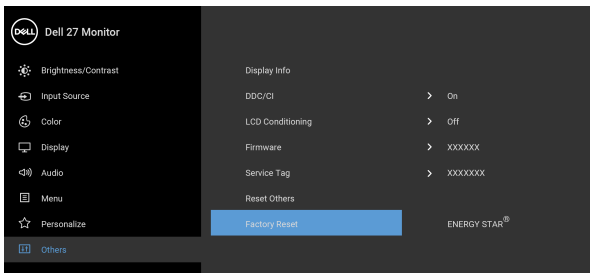 DELL Dell 27 Monitor
Brightness/Contrast
Input Source
Color
Display
Audio
Menu
Personalize
Others
Display Info
DDC/CI > On
LCD Conditioning > Off
Firmware > XXXXXX
Service Tag > XXXXXXX
Reset Others
Factory Reset ENERGY STAR®